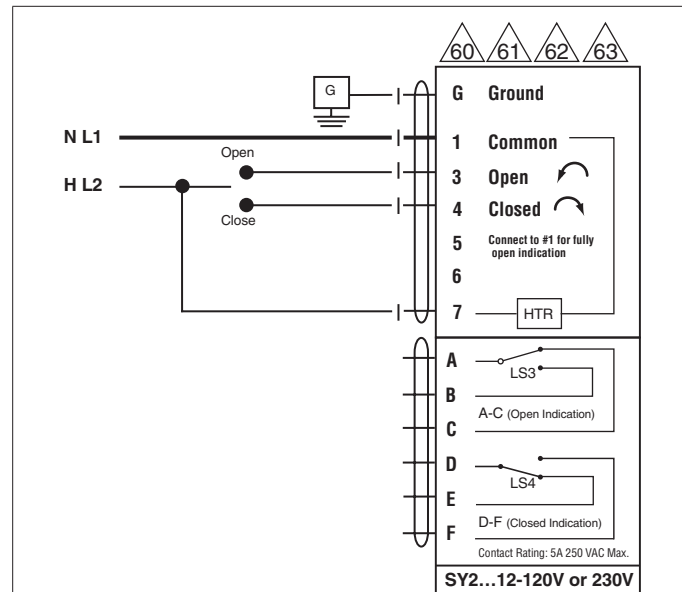 60 61 62 63
G
G Ground
N L1
1 Common
Open
3 Open
H L2
4 Closed
Close
5 Connect to #1 for fully
open indication
6
7 HTR
A
LS3
B
A-C (Open Indication)
C
D
LS4
E
D-F (Closed Indication)
F
Contact Rating: 5A 250 VAC Max.
SY2...12-120V or 230V